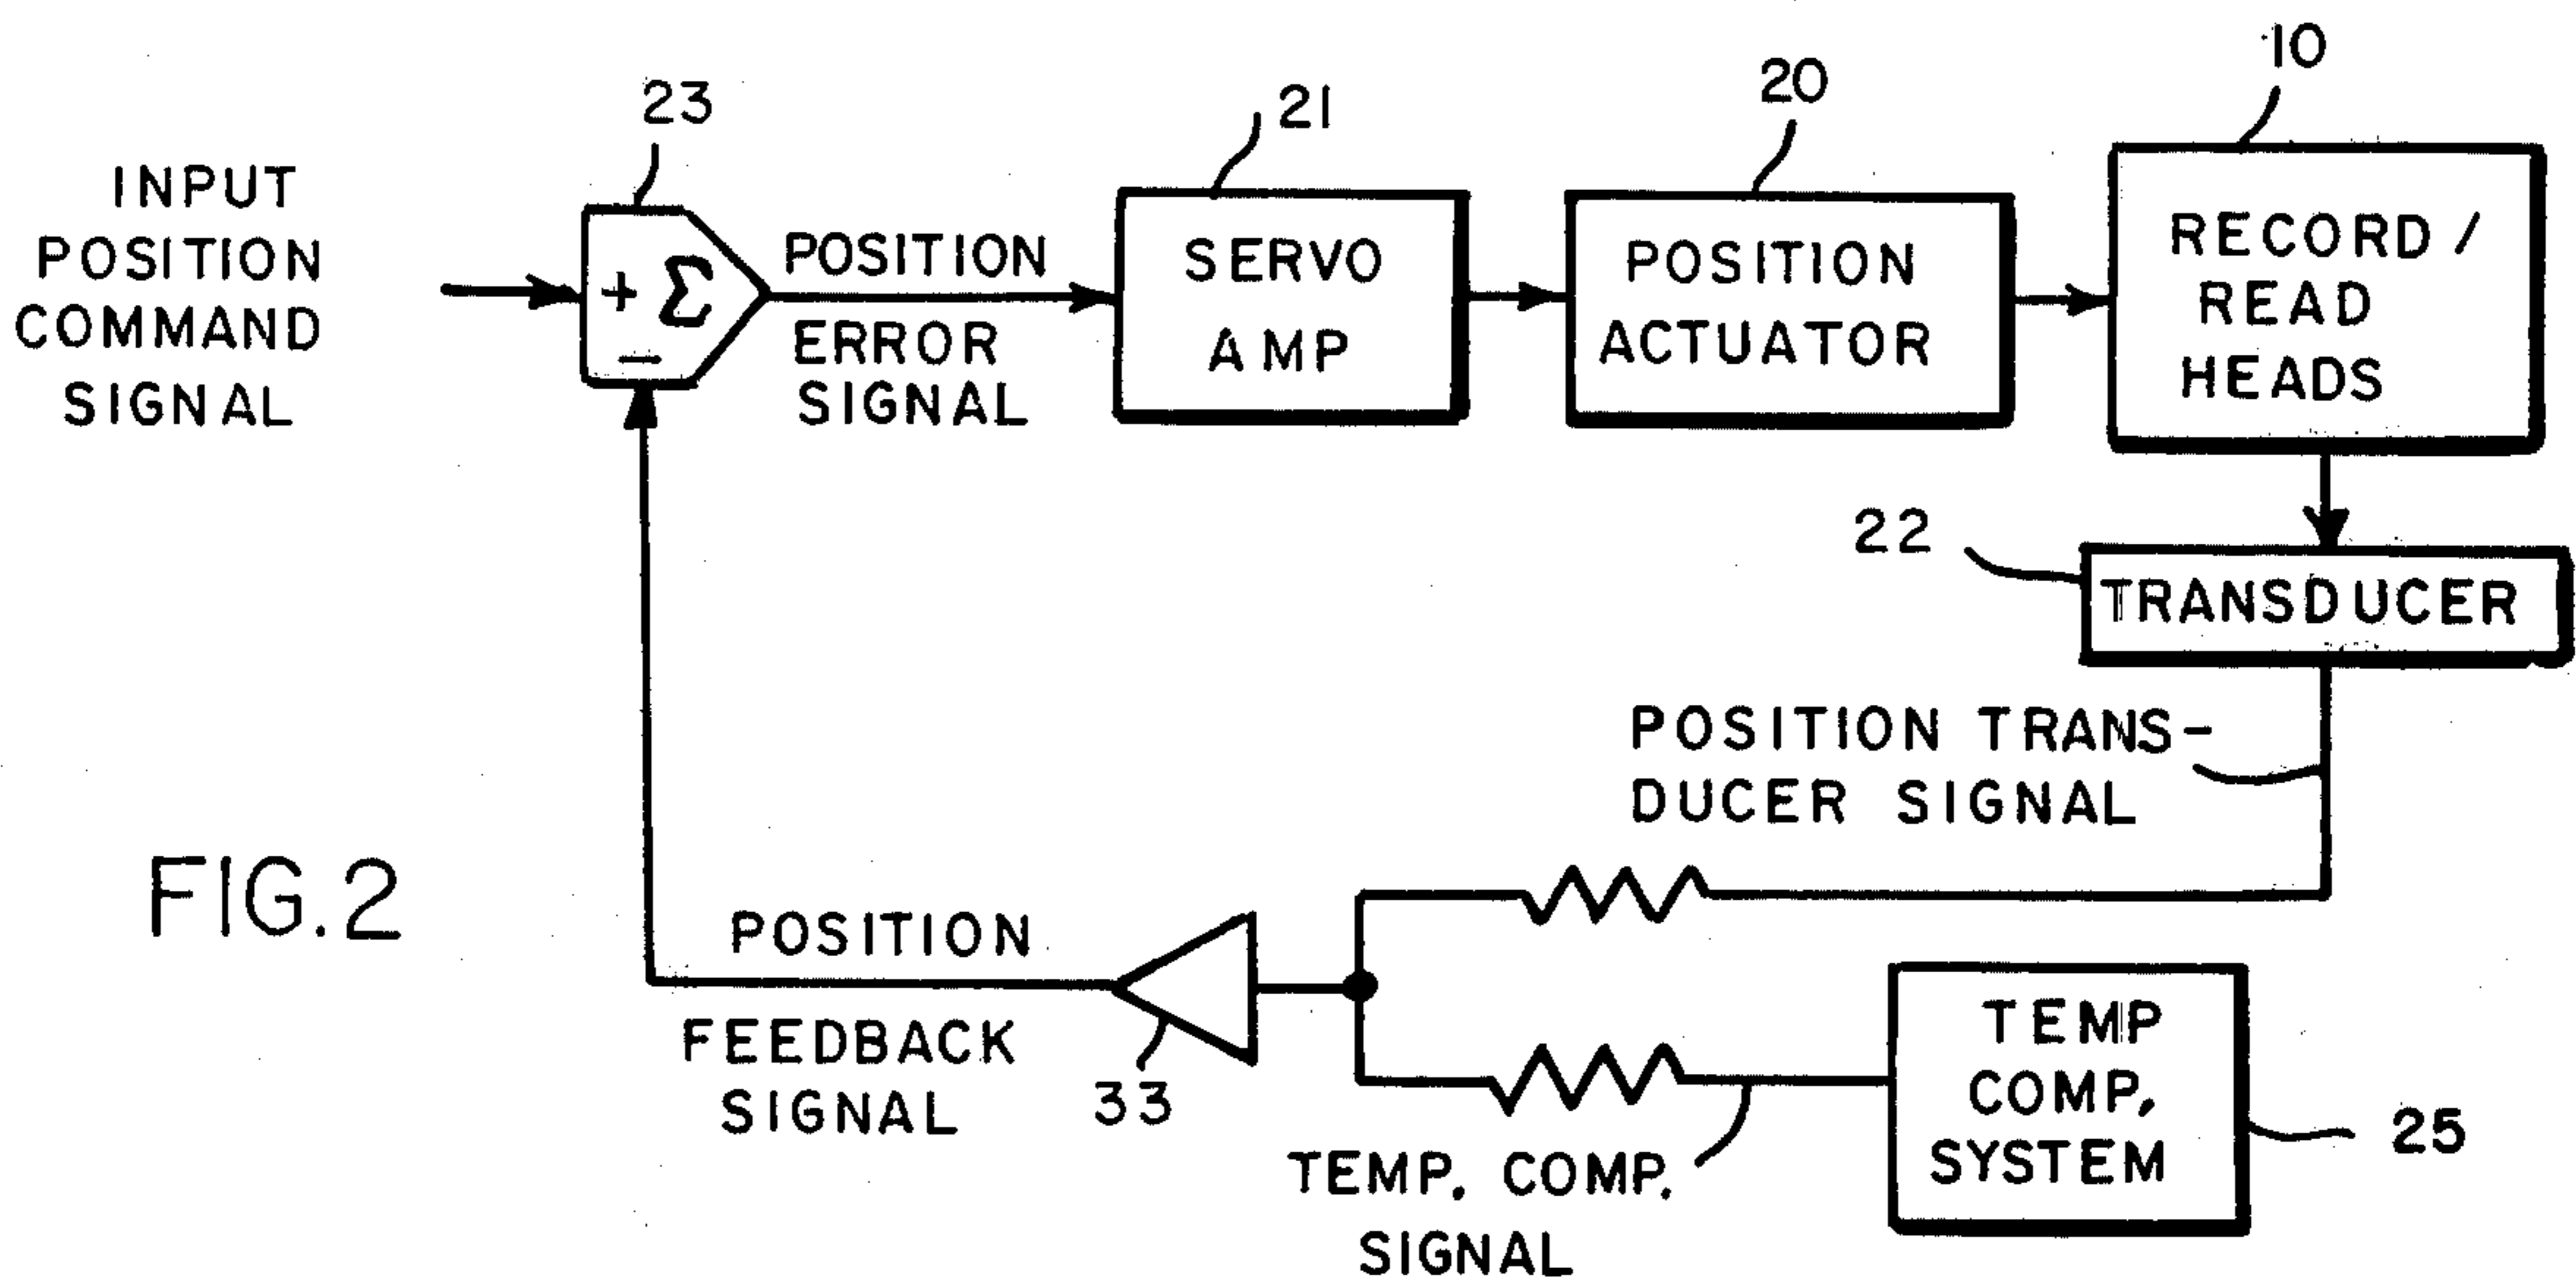 10
20
21
23
INPUT
POSITION
COMMAND
SIGNAL
+ Σ
−
POSITION
ERROR
SIGNAL
SERVO
AMP
POSITION
ACTUATOR
RECORD /
READ
HEADS
22
TRANSDUCER
POSITION TRANS-
DUCER SIGNAL
FIG.2
POSITION
FEEDBACK
SIGNAL
33
TEMP
COMP.
SYSTEM
25
TEMP. COMP.
SIGNAL